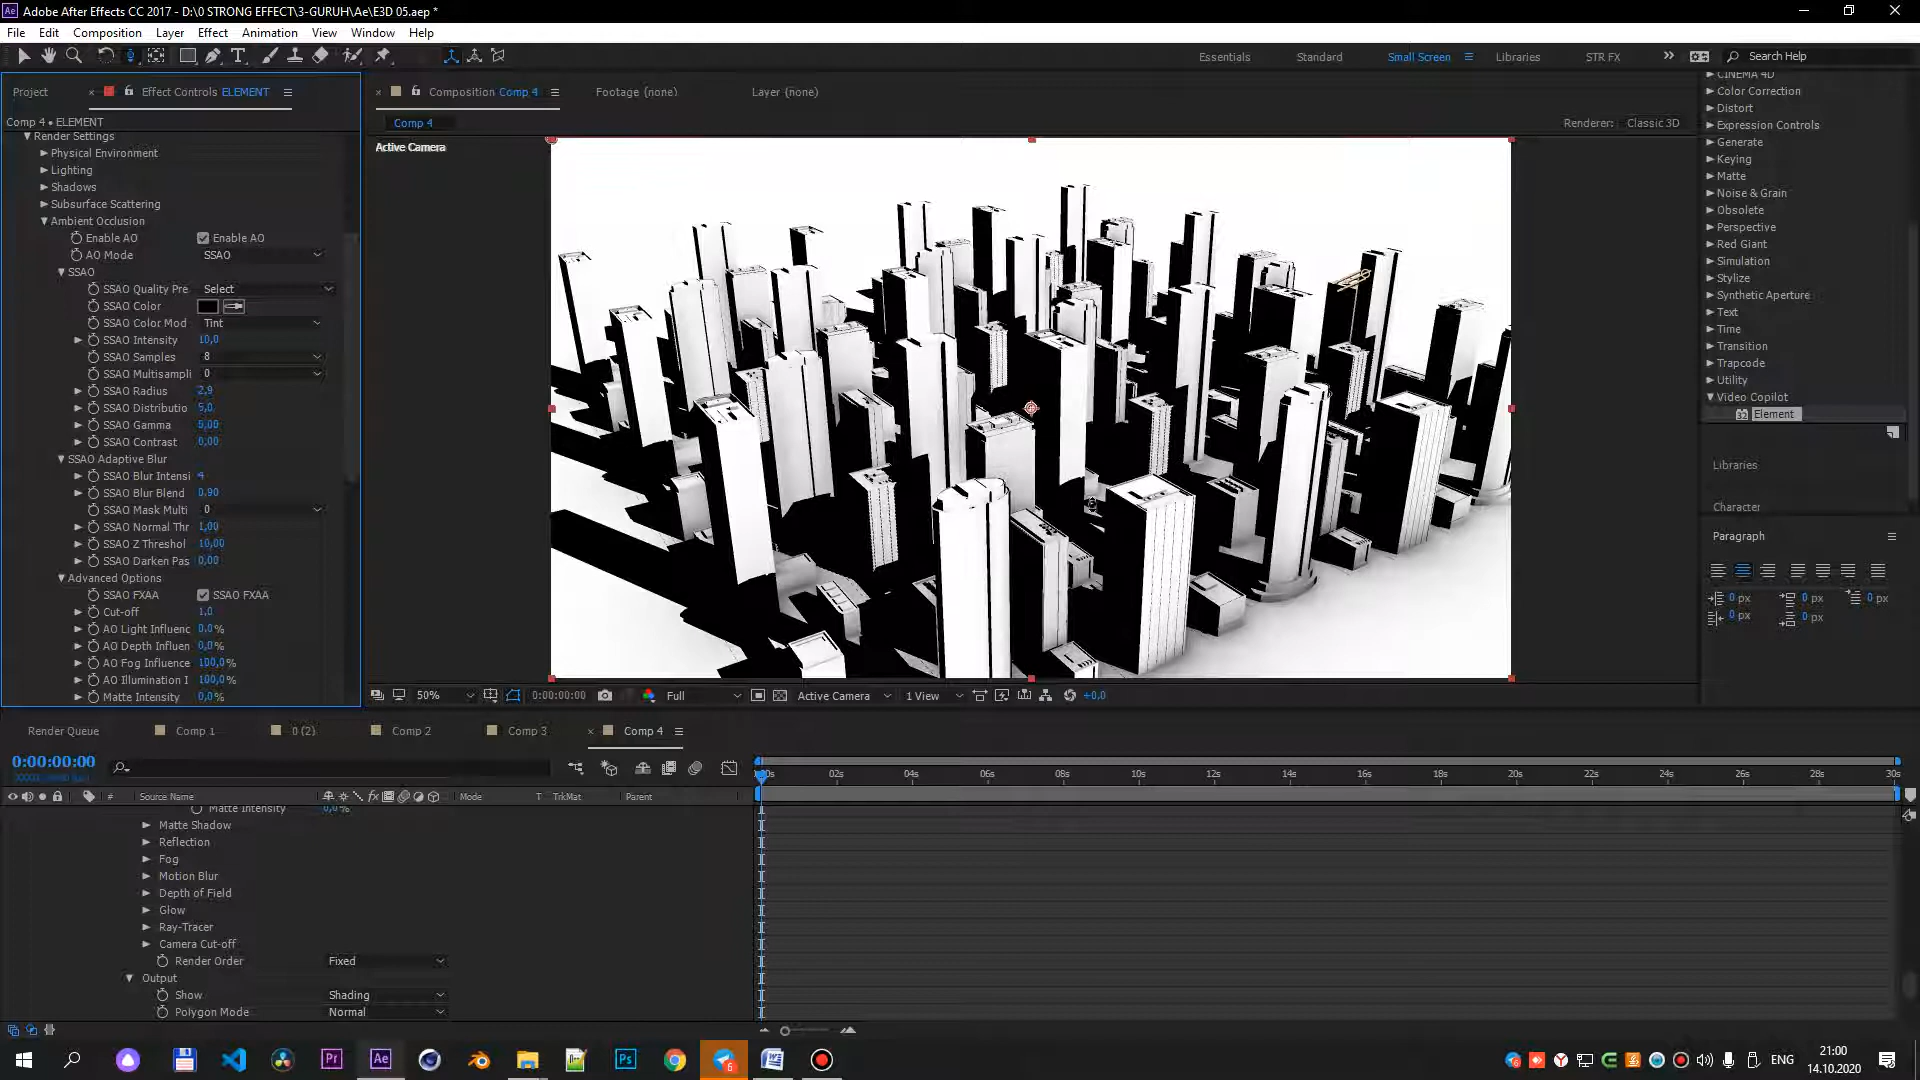 Adobe After Effects CC 2017 - D:\0 STRONG EFFECT\3-GURUH\Ae\E3D 05.aep *
File Edit Composition Layer Effect Animation View Window Help
Essentials Standard Small Screen Libraries STR FX Search Help
Project Effect Controls ELEMENT Composition Comp 4 Footage (none) Layer (none)
Comp 4 • ELEMENT
Comp 4
Renderer: Classic 3D
Active Camera
Render Settings
Physical Environment
Lighting
Shadows
Subsurface Scattering
Ambient Occlusion
Enable AO Enable AO
AO Mode SSAO
SSAO
SSAO Quality Pre Select
SSAO Color
SSAO Color Mod Tint
SSAO Intensity 10,0
SSAO Samples 8
SSAO Multisampli 0
SSAO Radius 2,9
SSAO Distributio 5,0
SSAO Gamma
SSAO Contrast
SSAO Adaptive Blur
SSAO Blur Intensi 4
SSAO Blur Blend 0,90
SSAO Mask Multi 0
SSAO Normal Thr 1,00
SSAO Z Threshol 10,00
SSAO Darken Pas 0,00
Advanced Options
SSAO FXAA SSAO FXAA
Cut-off 1,0
AO Light Influenc 0,0%
AO Depth Influen 0,0%
AO Fog Influence 100,0%
AO Illumination I 100,0%
Matte Intensity 0,0%
CINEMA 4D
Color Correction
Distort
Expression Controls
Generate
Keying
Matte
Noise & Grain
Obsolete
Perspective
Red Giant
Simulation
Stylize
Synthetic Aperture
Text
Time
Transition
Trapcode
Utility
Video Copilot
32 Element
Libraries
Character
Paragraph
0 px 0 px 0 px
0 px 0 px
50% 0:00:00:00 Full Active Camera 1 View +0,0
Render Queue Comp 1 0 (2) Comp 2 Comp 3 Comp 4
0:00:00:00
02s 04s 06s 08s 10s 12s 14s 16s 18s 20s 22s 24s 26s 28s 30s
# Source Name fx Mode T TrkMat Parent
Matte Intensity 0,0%
Matte Shadow
Reflection
Fog
Motion Blur
Depth of Field
Glow
Ray-Tracer
Camera Cut-off
Render Order Fixed
Output
Show Shading
Polygon Mode Normal
Pr Ae Ps 6
ENG
21:00
14.10.2020